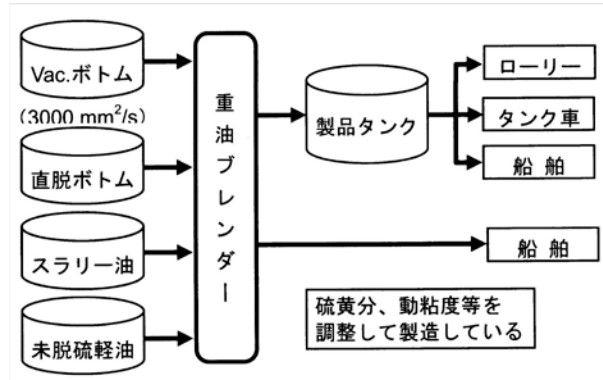 Vac.ボトム
（3000 mm²/s）
直脱ボトム
スラリー油
未脱硫軽油
重油ブレンダー
製品タンク
ローリー
タンク車
船 舶
船 舶
硫黄分、動粘度等を
調整して製造している